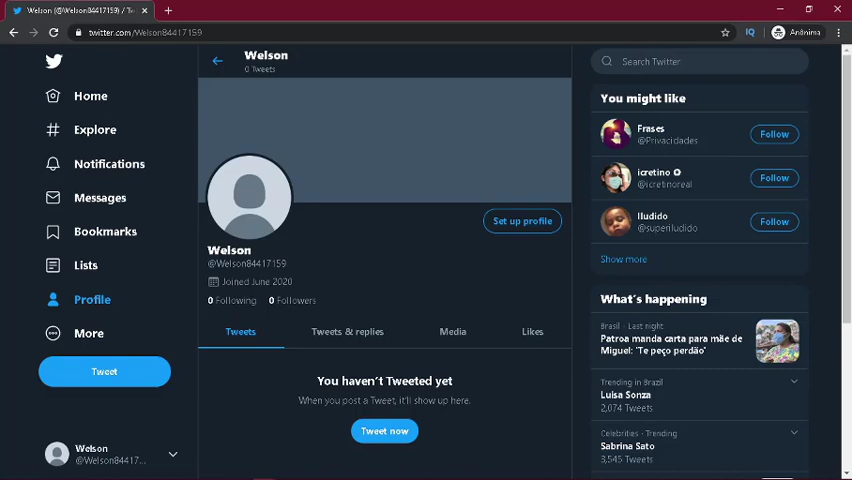 Welson (@Welson84417159) / Tw
twitter.com/Welson84417159
Anônima
Home
Explore
Notifications
Messages
Bookmarks
Lists
Profile
More
Tweet
Welson
@Welson84417...
Welson
0 Tweets
Set up profile
Welson
@Welson84417159
Joined June 2020
0 Following 0 Followers
Tweets Tweets & replies Media Likes
You haven't Tweeted yet
When you post a Tweet, it'll show up here.
Tweet now
Search Twitter
You might like
Frases
@Privacidades
Follow
icretino
@icretinoreal
Follow
Iludido
@superiludido
Follow
Show more
What's happening
Brasil · Last night
Patroa manda carta para mãe de
Miguel: 'Te peço perdão'
Trending in Brazil
Luísa Sonza
2,074 Tweets
Celebrities · Trending
Sabrina Sato
3,545 Tweets